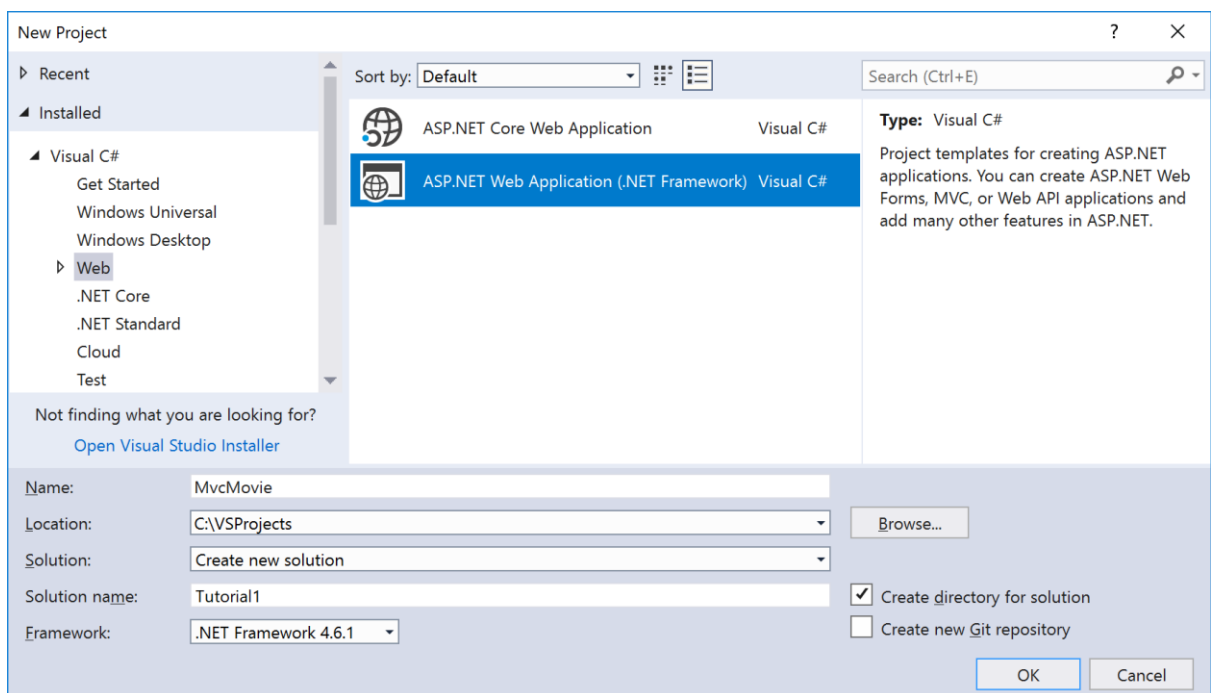 New Project
?
Recent
Installed
Visual C#
Get Started
Windows Universal
Windows Desktop
Web
.NET Core
.NET Standard
Cloud
Test
Not finding what you are looking for?
Open Visual Studio Installer
Sort by: Default
ASP.NET Core Web Application Visual C#
ASP.NET Web Application (.NET Framework) Visual C#
Search (Ctrl+E)
Type: Visual C#
Project templates for creating ASP.NET
applications. You can create ASP.NET Web
Forms, MVC, or Web API applications and
add many other features in ASP.NET.
Name: MvcMovie
Location: C:\VSProjects Browse...
Solution: Create new solution
Solution name: Tutorial1 Create directory for solution
Framework: .NET Framework 4.6.1 Create new Git repository
OK Cancel